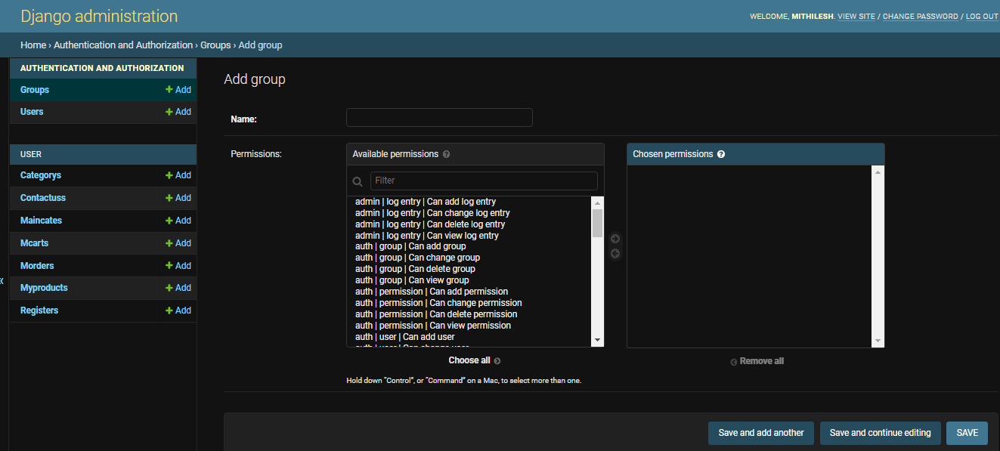 Django administration
WELCOME, MITHILESH. VIEW SITE / CHANGE PASSWORD / LOG OUT
Home › Authentication and Authorization › Groups › Add group
AUTHENTICATION AND AUTHORIZATION
Groups + Add
Users + Add
USER
Categorys + Add
Contactuss + Add
Maincates + Add
Mcarts + Add
Morders + Add
Myproducts + Add
Registers + Add
«
Add group
Name:
Permissions:
Available permissions ?
Filter
admin | log entry | Can add log entry
admin | log entry | Can change log entry
admin | log entry | Can delete log entry
admin | log entry | Can view log entry
auth | group | Can add group
auth | group | Can change group
auth | group | Can delete group
auth | group | Can view group
auth | permission | Can add permission
auth | permission | Can change permission
auth | permission | Can delete permission
auth | permission | Can view permission
auth | user | Can add user
auth | user | Can change user
Choose all
Chosen permissions ?
Remove all
Hold down “Control”, or “Command” on a Mac, to select more than one.
Save and add another
Save and continue editing
SAVE